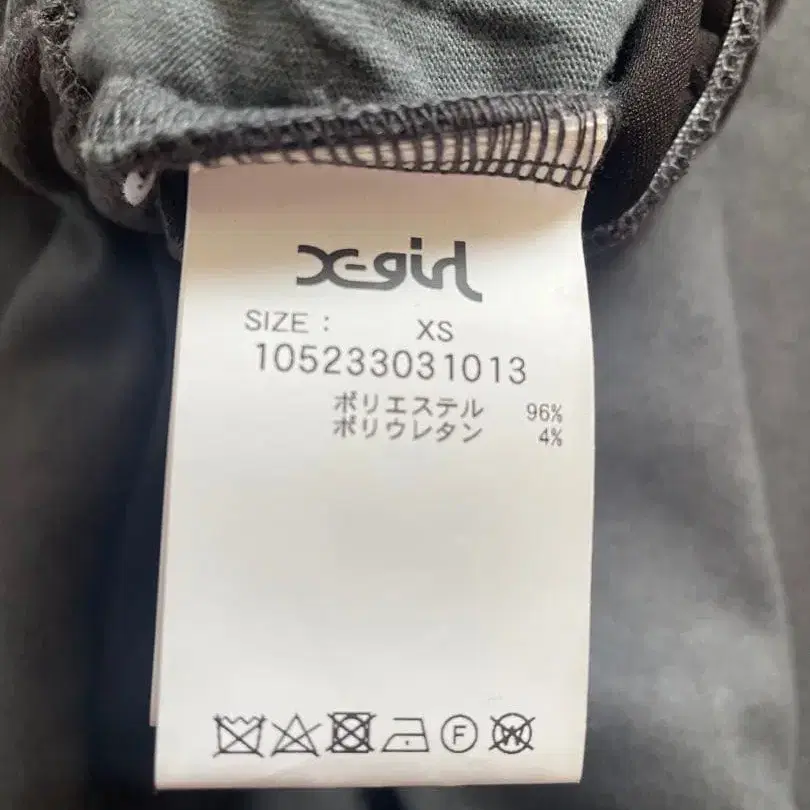 X-girl
SIZE : XS
105233031013
ポリエステル 96%
ポリウレタン 4%
F W